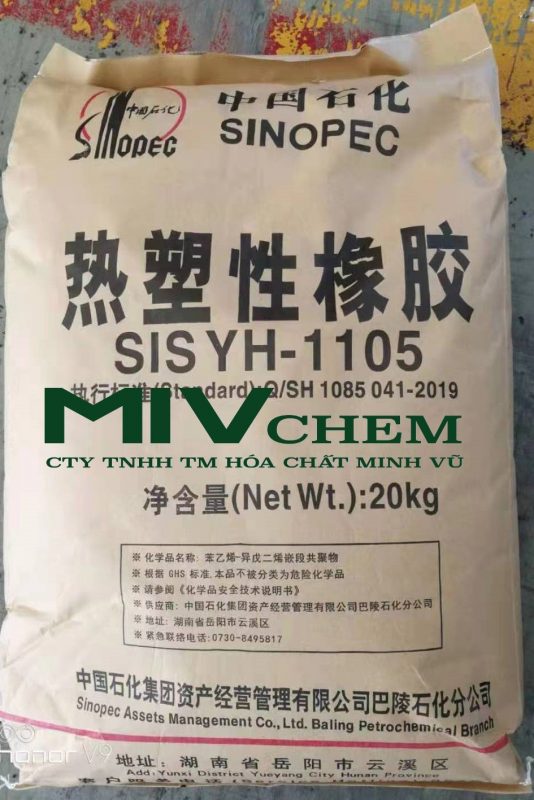 中国石化
SINOPEC
中国石化
SINOPEC
热塑性橡胶
SIS YH-1105
执行标准(Standard):Q/SH 1085 041-2019
MIVCHEM
CTY TNHH TM HÓA CHẤT MINH VŨ
净含量(Net Wt.):20kg
※ 化学品名称: 苯乙烯-异戊二烯嵌段共聚物
※ 根据 GHS 标准,本品不被分类为危险化学品
※ 请参阅《化学品安全技术说明书》
※ 供应商: 中国石化集团资产经营管理有限公司巴陵石化分公司
※ 地址: 湖南省岳阳市云溪区
※ 紧急联络电话:0730-8495817
中国石化集团资产经营管理有限公司巴陵石化分公司
Sinopec Assets Management Co., Ltd. Baling Petrochemical Branch
honor V9
地址: 湖南省岳阳市云溪区
Add:Yunxi District Yueyang City Hunan Province